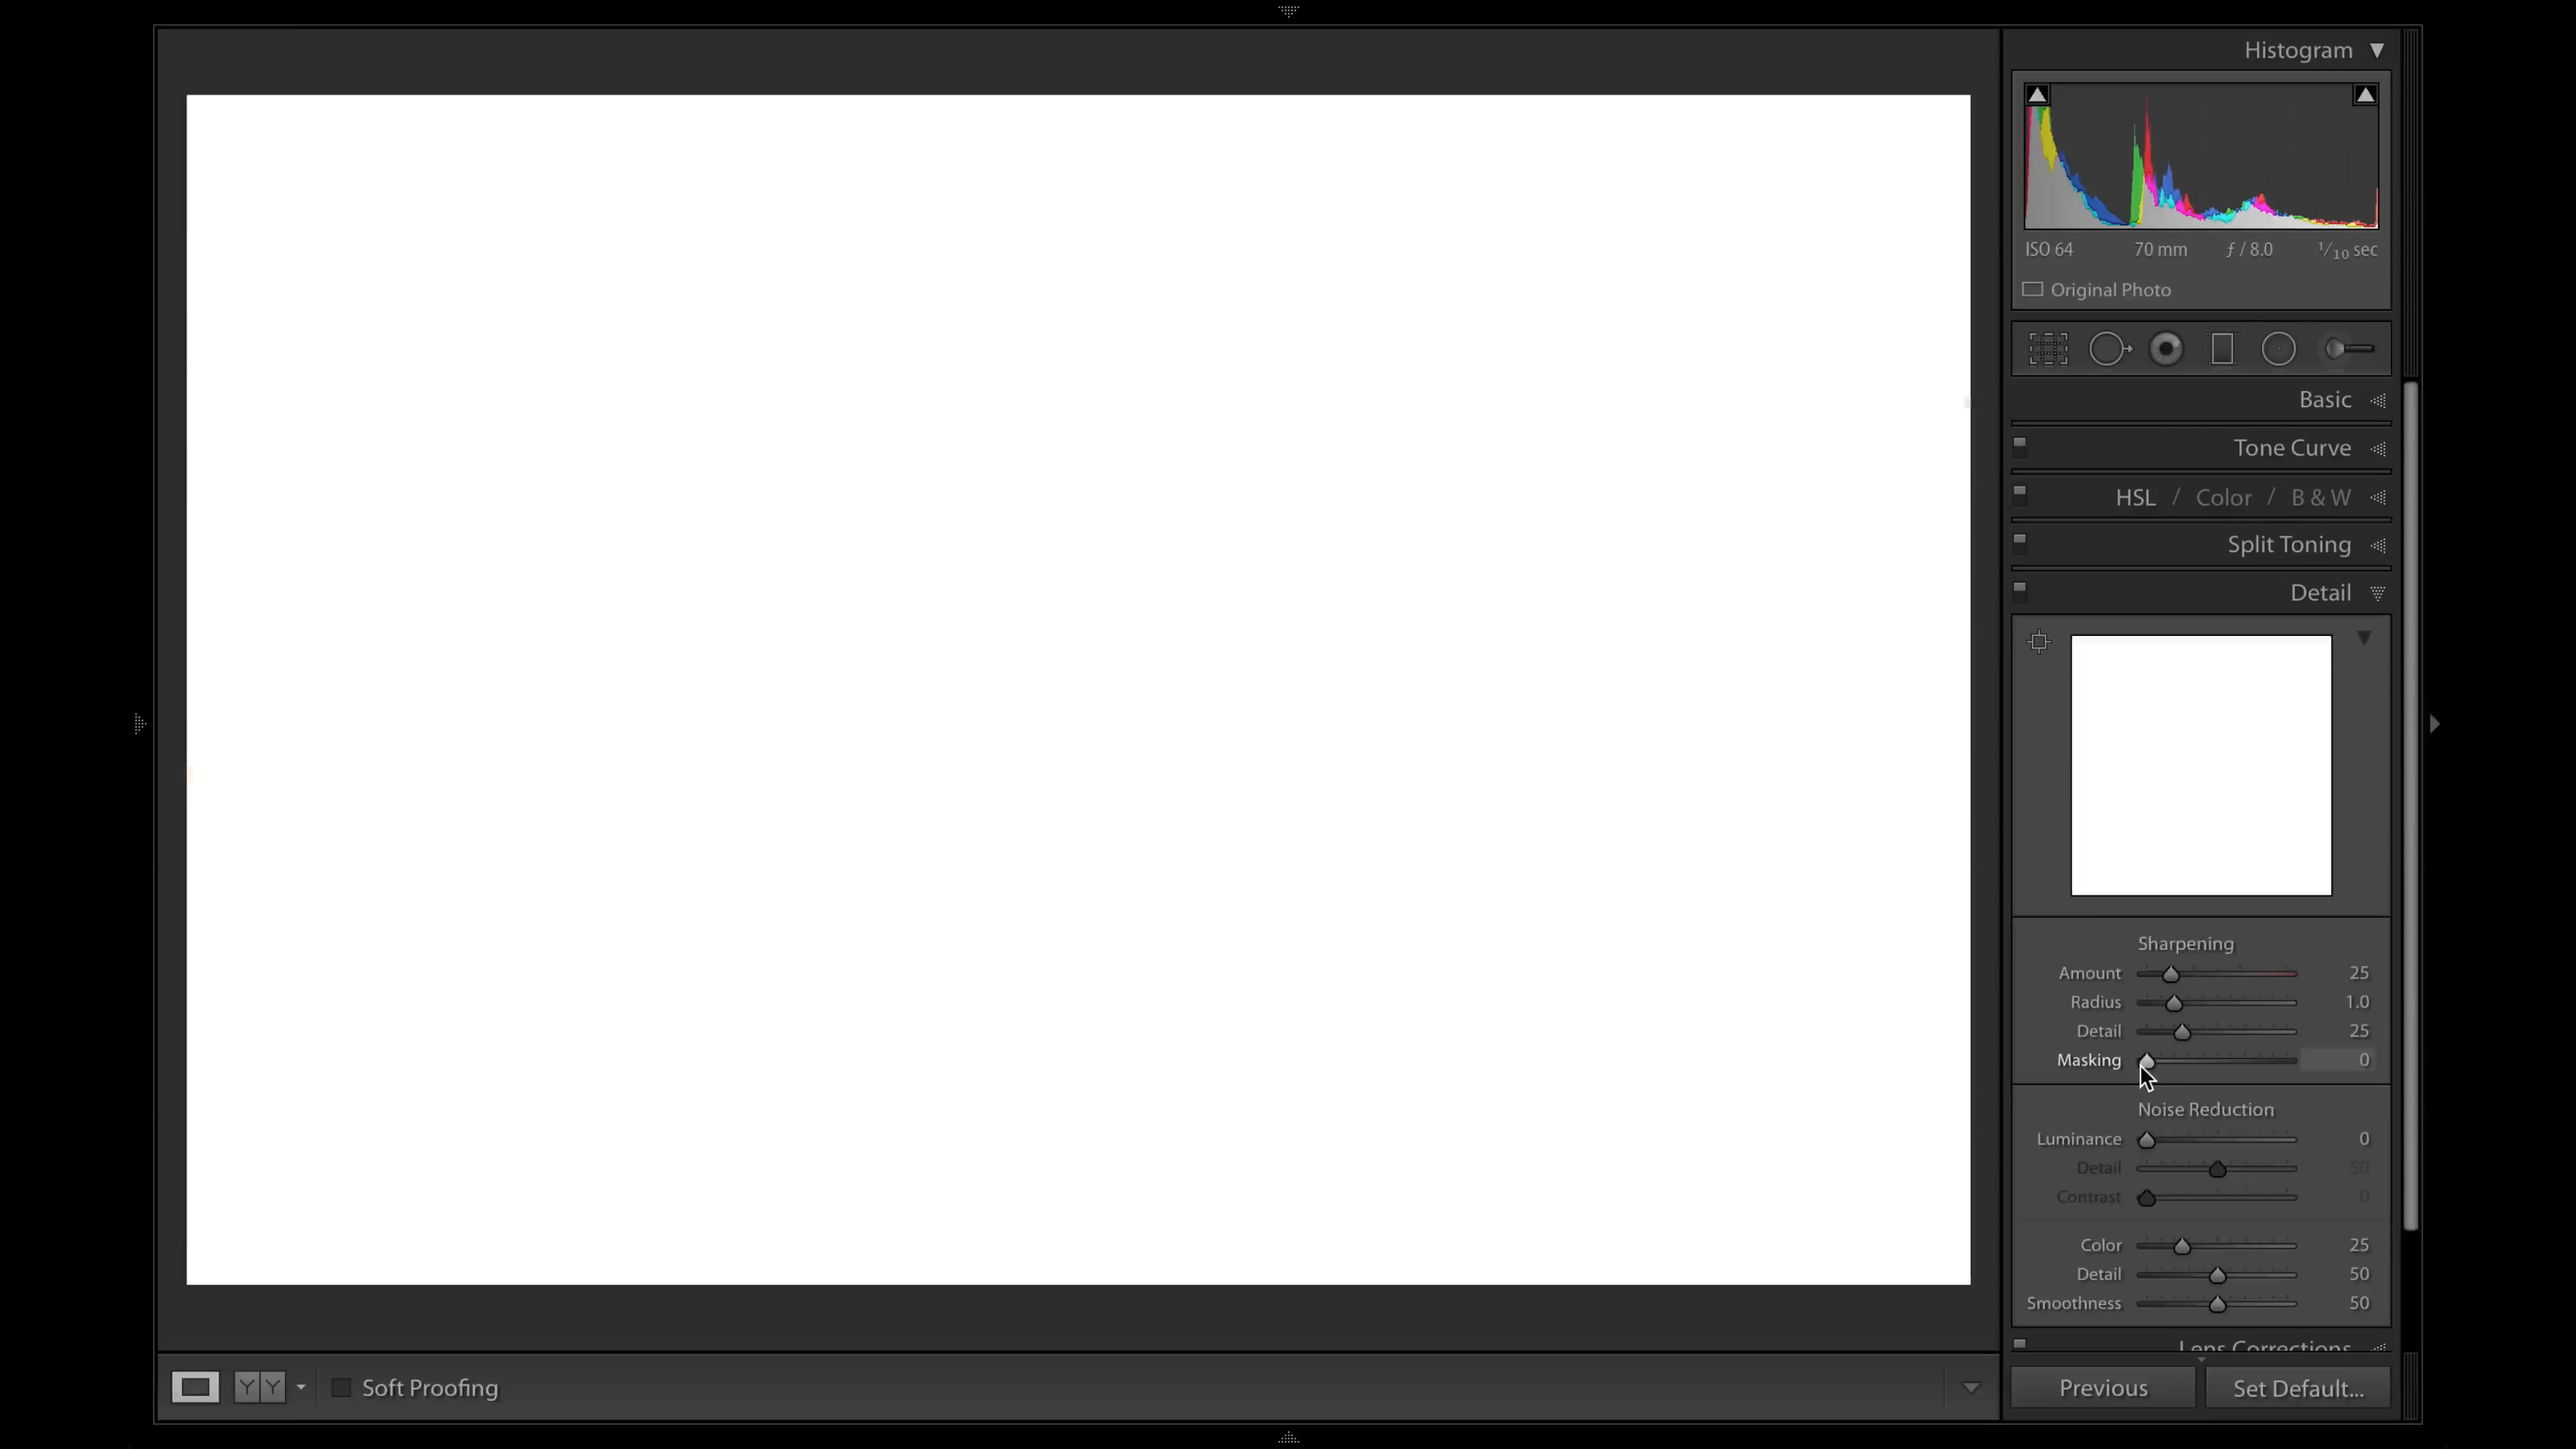 Histogram
ISO 64 70 mm ƒ / 8.0 1/10 sec
Original Photo
Basic
Tone Curve
HSL / Color / B & W
Split Toning
Detail
Sharpening
Amount 25
Radius 1.0
Detail 25
Masking 0
Noise Reduction
Luminance 0
Detail 50
Contrast 0
Color 25
Detail 50
Smoothness 50
Lens Corrections
Y Y Soft Proofing
Previous Set Default...